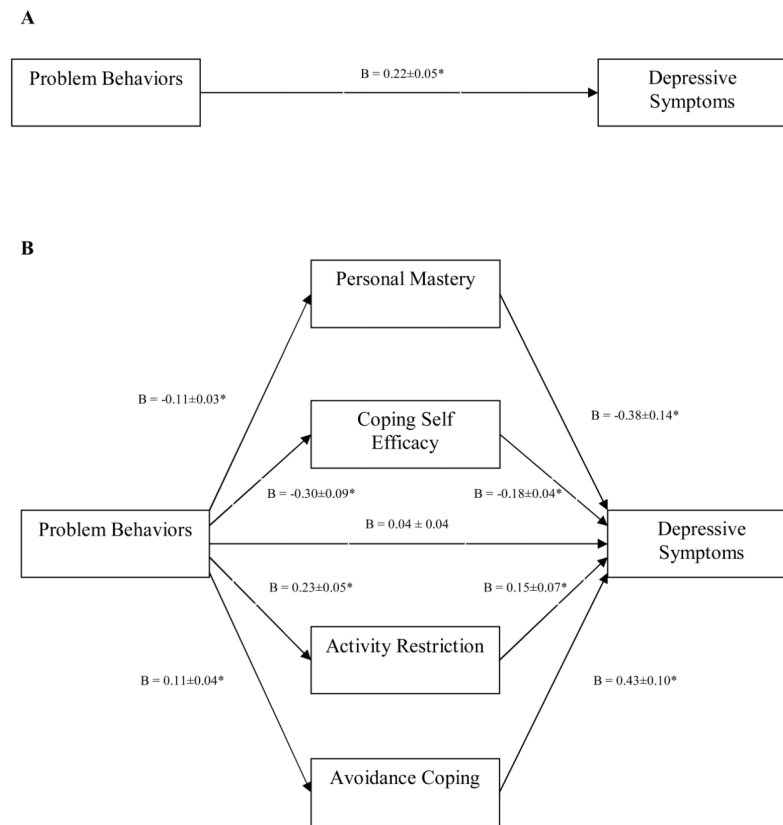 A
Problem Behaviors
B = 0.22±0.05*
Depressive
Symptoms
B
Personal Mastery
B = -0.11±0.03*
B = -0.38±0.14*
Coping Self
Efficacy
B = -0.30±0.09*
B = -0.18±0.04*
Problem Behaviors
B = 0.04 ± 0.04
Depressive
Symptoms
B = 0.23±0.05*
B = 0.15±0.07*
Activity Restriction
B = 0.11±0.04*
B = 0.43±0.10*
Avoidance Coping